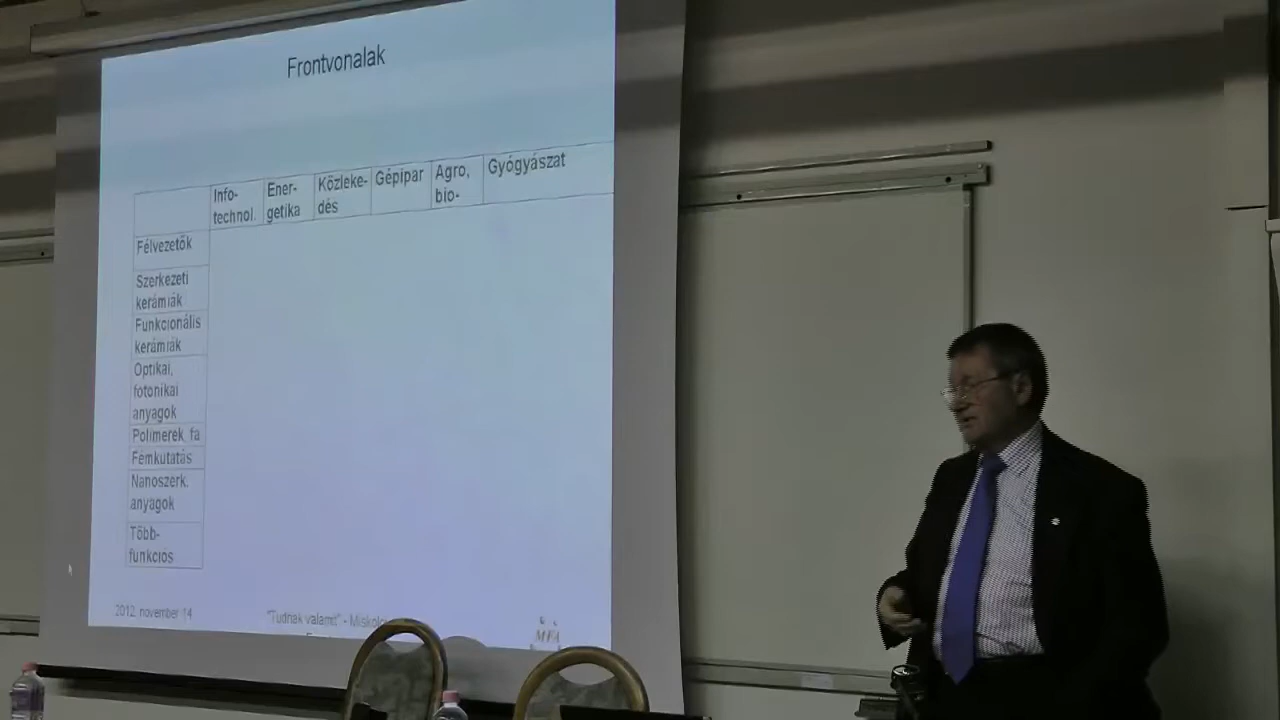 Frontvonalak
Info-
technol.
Ener-
getika
Közleke-
dés
Gépipar
Agro,
bio-
Gyógyászat
Félvezetők
Szerkezeti
kerámiák
Funkcionális
kerámiák
Optikai,
fotonikai
anyagok
Polimerek, fa
Fémkutatás
Nanoszerk.
anyagok
Több-
funkciós
2012. november 14
"Tudnak valamit" - Miskolc
MFA